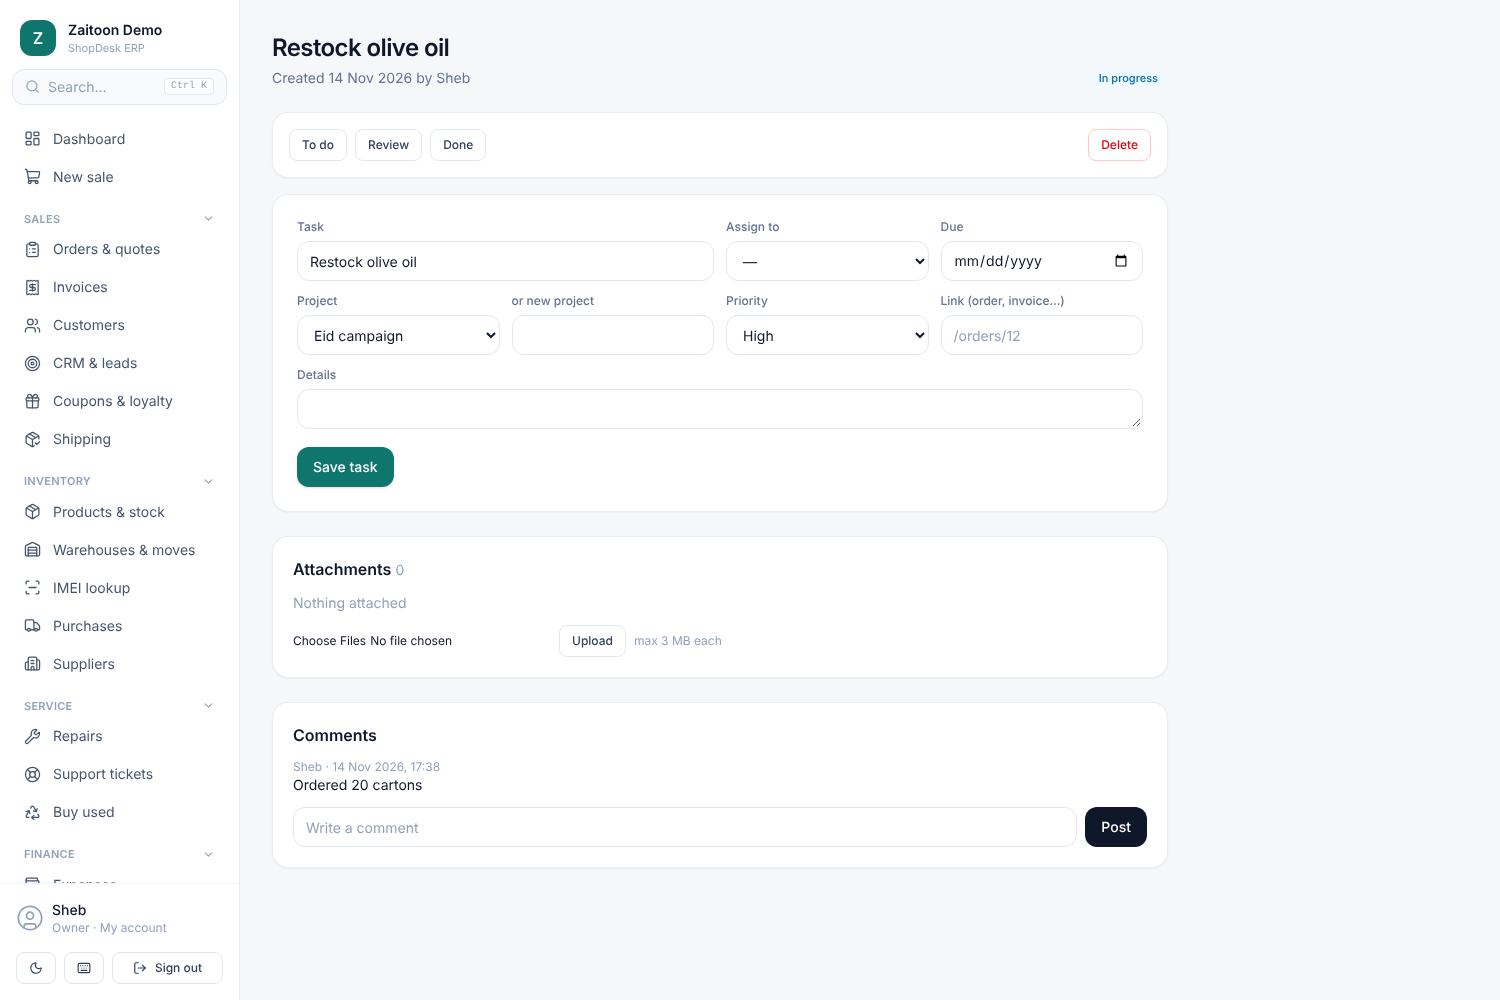 Z
Zaitoon Demo
ShopDesk ERP
Search...
Ctrl K
Dashboard
New sale
SALES
Orders & quotes
Invoices
Customers
CRM & leads
Coupons & loyalty
Shipping
INVENTORY
Products & stock
Warehouses & moves
IMEI lookup
Purchases
Suppliers
SERVICE
Repairs
Support tickets
Buy used
FINANCE
Sheb
Owner · My account
Sign out
Restock olive oil
Created 14 Nov 2026 by Sheb
In progress
To do
Review
Done
Delete
Task
Assign to
Due
Restock olive oil
—
mm/dd/yyyy
Project
or new project
Priority
Link (order, invoice...)
Eid campaign
High
/orders/12
Details
Save task
Attachments 0
Nothing attached
Choose Files No file chosen
Upload
max 3 MB each
Comments
Sheb · 14 Nov 2026, 17:38
Ordered 20 cartons
Write a comment
Post